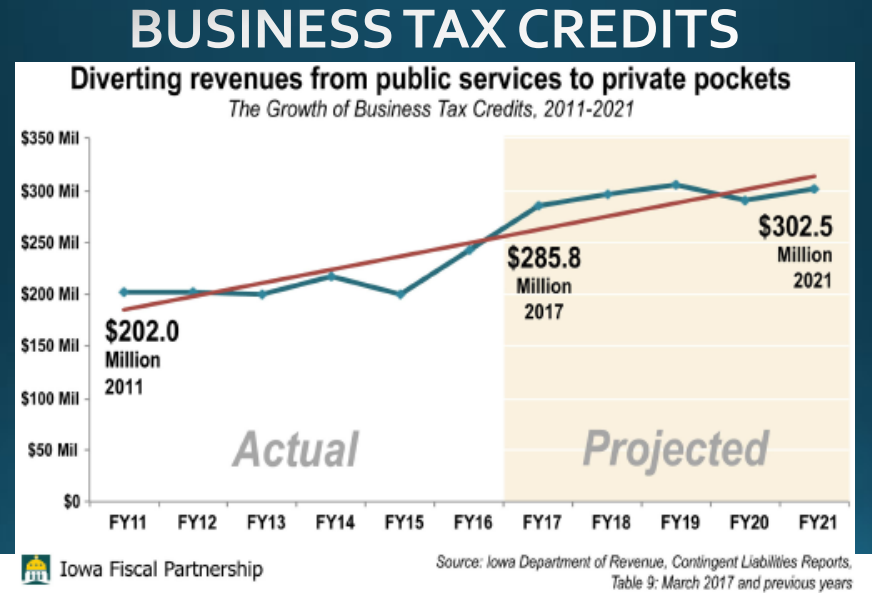 BUSINESS TAX CREDITS
Diverting revenues from public services to private pockets
The Growth of Business Tax Credits, 2011-2021
$350 Mil
$300 Mil
$250 Mil
$200 Mil
$150 Mil
$100 Mil
$50 Mil
$0
$202.0
Million
2011
$285.8
Million
2017
$302.5
Million
2021
Actual
Projected
FY11 FY12 FY13 FY14 FY15 FY16 FY17 FY18 FY19 FY20 FY21
Iowa Fiscal Partnership
Source: Iowa Department of Revenue, Contingent Liabilities Reports,
Table 9: March 2017 and previous years